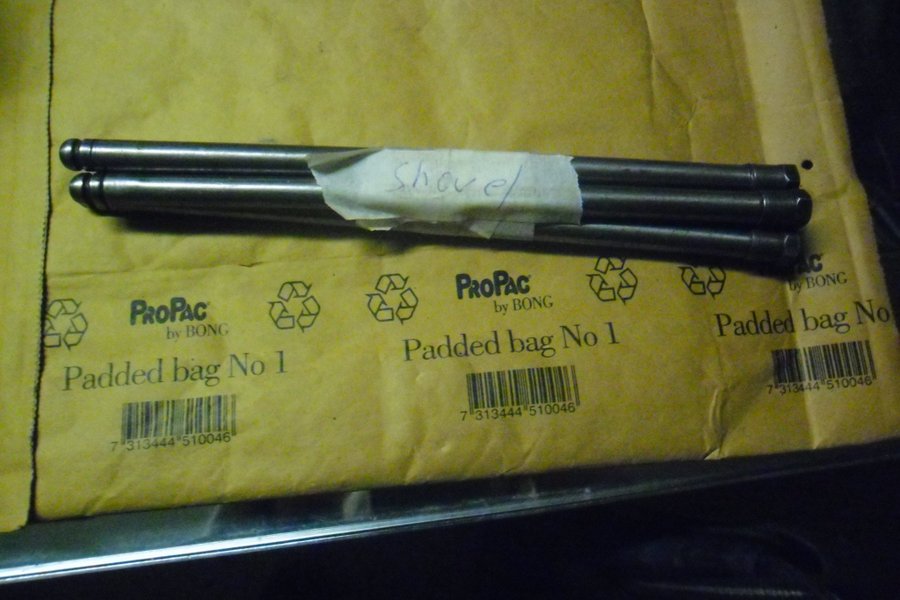 shovel
PROPAC
by BONG
Padded bag No 1
7 313444 510046
PROPAC
by BONG
Padded bag No 1
7 313444 510046
AC
by BONG
Padded bag No
7 313444 510046